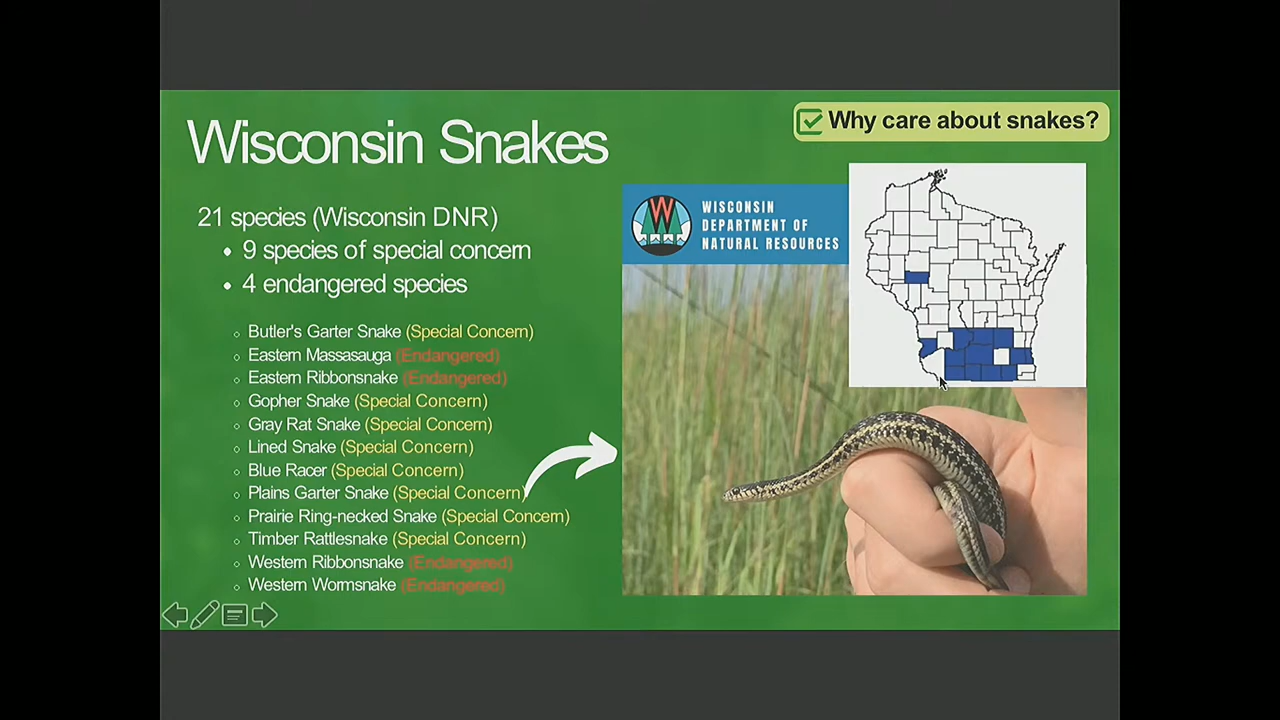 Wisconsin Snakes
Why care about snakes?
21 species (Wisconsin DNR)
• 9 species of special concern
• 4 endangered species
Butler's Garter Snake (Special Concern)
Eastern Massasauga (Endangered)
Eastern Ribbonsnake (Endangered)
Gopher Snake (Special Concern)
Gray Rat Snake (Special Concern)
Lined Snake (Special Concern)
Blue Racer (Special Concern)
Plains Garter Snake (Special Concern)
Prairie Ring-necked Snake (Special Concern)
Timber Rattlesnake (Special Concern)
Western Ribbonsnake (Endangered)
Western Wormsnake (Endangered)
W
WISCONSIN
DEPARTMENT OF
NATURAL RESOURCES